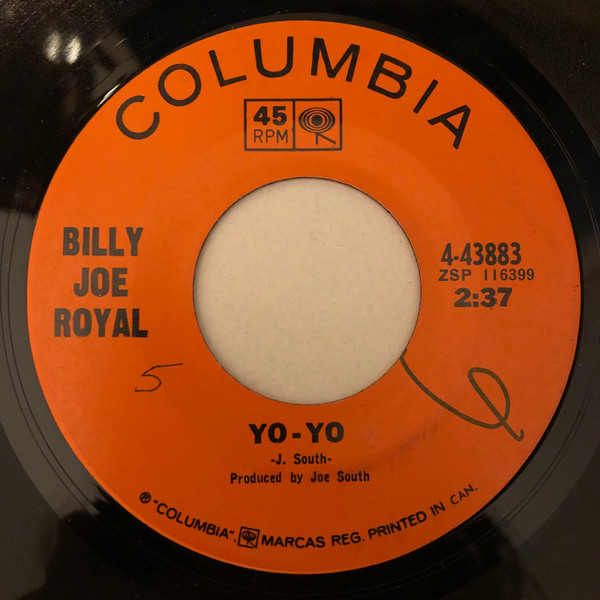 COLUMBIA
45
RPM
BILLY
JOE
ROYAL
4-43883
ZSP 116399
2:37
5
YO-YO
-J. South-
Produced by Joe South
® "COLUMBIA", MARCAS REG. PRINTED IN CAN.